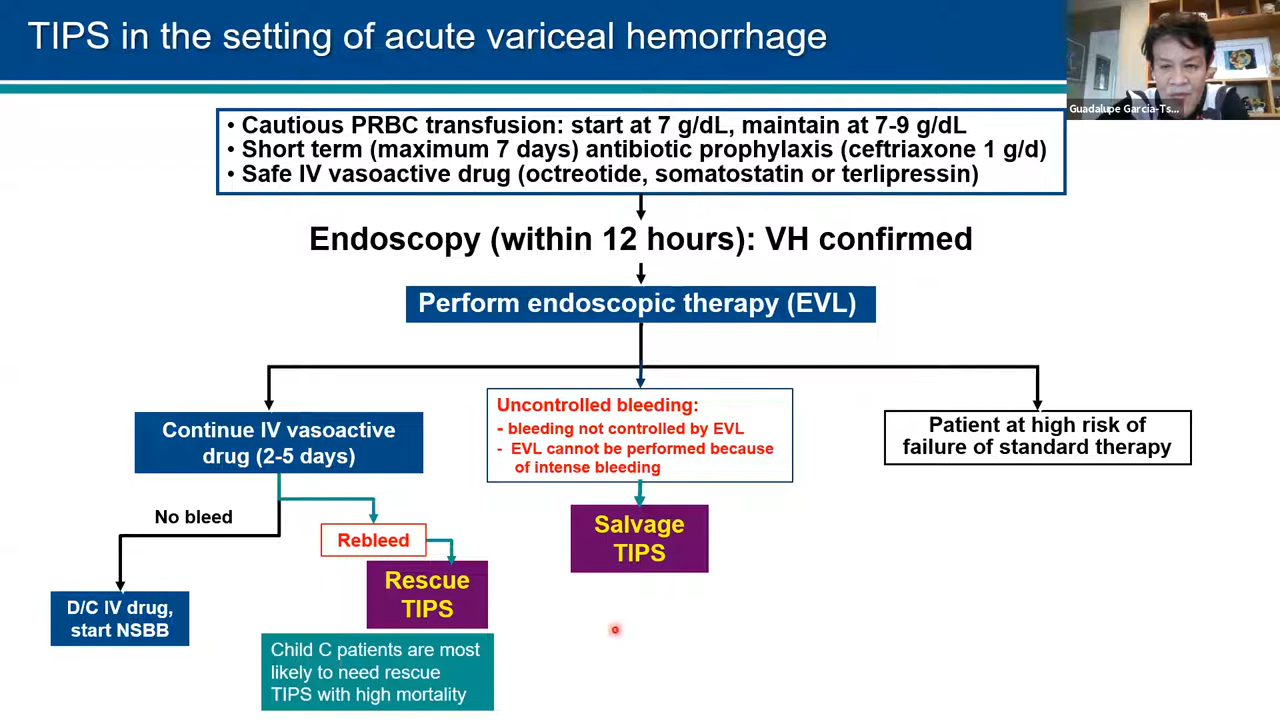 TIPS in the setting of acute variceal hemorrhage
Guadalupe Garcia-Ts...
• Cautious PRBC transfusion: start at 7 g/dL, maintain at 7-9 g/dL
• Short term (maximum 7 days) antibiotic prophylaxis (ceftriaxone 1 g/d)
• Safe IV vasoactive drug (octreotide, somatostatin or terlipressin)
Endoscopy (within 12 hours): VH confirmed
Perform endoscopic therapy (EVL)
Continue IV vasoactive
drug (2-5 days)
No bleed
D/C IV drug,
start NSBB
Rebleed
Rescue
TIPS
Child C patients are most
likely to need rescue
TIPS with high mortality
Uncontrolled bleeding:
- bleeding not controlled by EVL
- EVL cannot be performed because
of intense bleeding
Salvage
TIPS
Patient at high risk of
failure of standard therapy